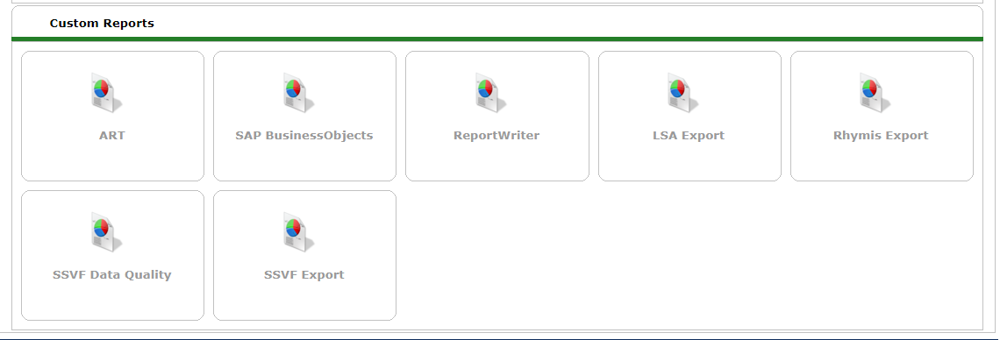 Custom Reports
ART
SAP BusinessObjects
ReportWriter
LSA Export
Rhymis Export
SSVF Data Quality
SSVF Export